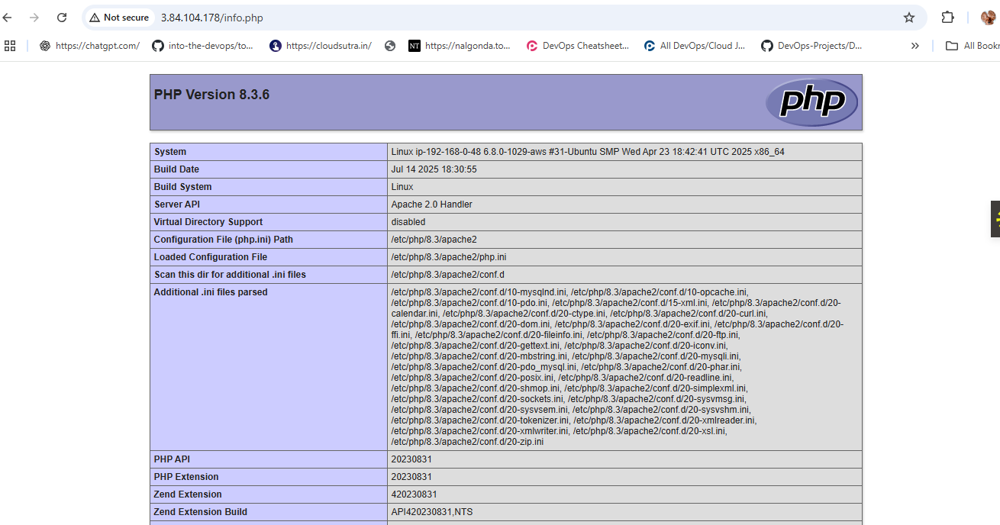 Not secure 3.84.104.178/info.php
https://chatgpt.com/ into-the-devops/to... https://cloudsutra.in/ NT https://nalgonda.to... DevOps Cheatsheet... All DevOps/Cloud J... DevOps-Projects/D... » All Bookr
PHP Version 8.3.6
php
System Linux ip-192-168-0-48 6.8.0-1029-aws #31-Ubuntu SMP Wed Apr 23 18:42:41 UTC 2025 x86_64
Build Date Jul 14 2025 18:30:55
Build System Linux
Server API Apache 2.0 Handler
Virtual Directory Support disabled
Configuration File (php.ini) Path /etc/php/8.3/apache2
Loaded Configuration File /etc/php/8.3/apache2/php.ini
Scan this dir for additional .ini files /etc/php/8.3/apache2/conf.d
Additional .ini files parsed /etc/php/8.3/apache2/conf.d/10-mysqlnd.ini, /etc/php/8.3/apache2/conf.d/10-opcache.ini,
/etc/php/8.3/apache2/conf.d/10-pdo.ini, /etc/php/8.3/apache2/conf.d/15-xml.ini, /etc/php/8.3/apache2/conf.d/20-
calendar.ini, /etc/php/8.3/apache2/conf.d/20-ctype.ini, /etc/php/8.3/apache2/conf.d/20-curl.ini,
/etc/php/8.3/apache2/conf.d/20-dom.ini, /etc/php/8.3/apache2/conf.d/20-exif.ini, /etc/php/8.3/apache2/conf.d/20-
ffi.ini, /etc/php/8.3/apache2/conf.d/20-fileinfo.ini, /etc/php/8.3/apache2/conf.d/20-ftp.ini,
/etc/php/8.3/apache2/conf.d/20-gettext.ini, /etc/php/8.3/apache2/conf.d/20-iconv.ini,
/etc/php/8.3/apache2/conf.d/20-mbstring.ini, /etc/php/8.3/apache2/conf.d/20-mysqli.ini,
/etc/php/8.3/apache2/conf.d/20-pdo_mysql.ini, /etc/php/8.3/apache2/conf.d/20-phar.ini,
/etc/php/8.3/apache2/conf.d/20-posix.ini, /etc/php/8.3/apache2/conf.d/20-readline.ini,
/etc/php/8.3/apache2/conf.d/20-shmop.ini, /etc/php/8.3/apache2/conf.d/20-simplexml.ini,
/etc/php/8.3/apache2/conf.d/20-sockets.ini, /etc/php/8.3/apache2/conf.d/20-sysvmsg.ini,
/etc/php/8.3/apache2/conf.d/20-sysvsem.ini, /etc/php/8.3/apache2/conf.d/20-sysvshm.ini,
/etc/php/8.3/apache2/conf.d/20-tokenizer.ini, /etc/php/8.3/apache2/conf.d/20-xmlreader.ini,
/etc/php/8.3/apache2/conf.d/20-xmlwriter.ini, /etc/php/8.3/apache2/conf.d/20-xsl.ini,
/etc/php/8.3/apache2/conf.d/20-zip.ini
PHP API 20230831
PHP Extension 20230831
Zend Extension 420230831
Zend Extension Build API420230831,NTS